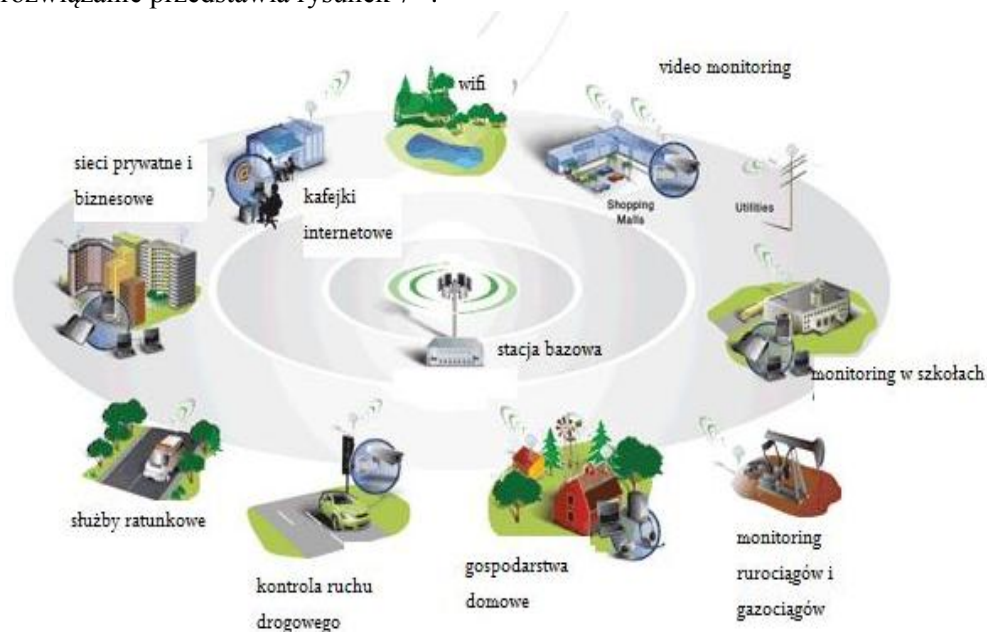 rozwiązanie przedstawia rysunek 7
wifi
video monitoring
sieci prywatne i
biznesowe
kafejki
internetowe
Shopping
Malls
Utilities
stacja bazowa
monitoring w szkołach
służby ratunkowe
kontrola ruchu
drogowego
gospodarstwa
domowe
monitoring
rurociągów i
gazociągów